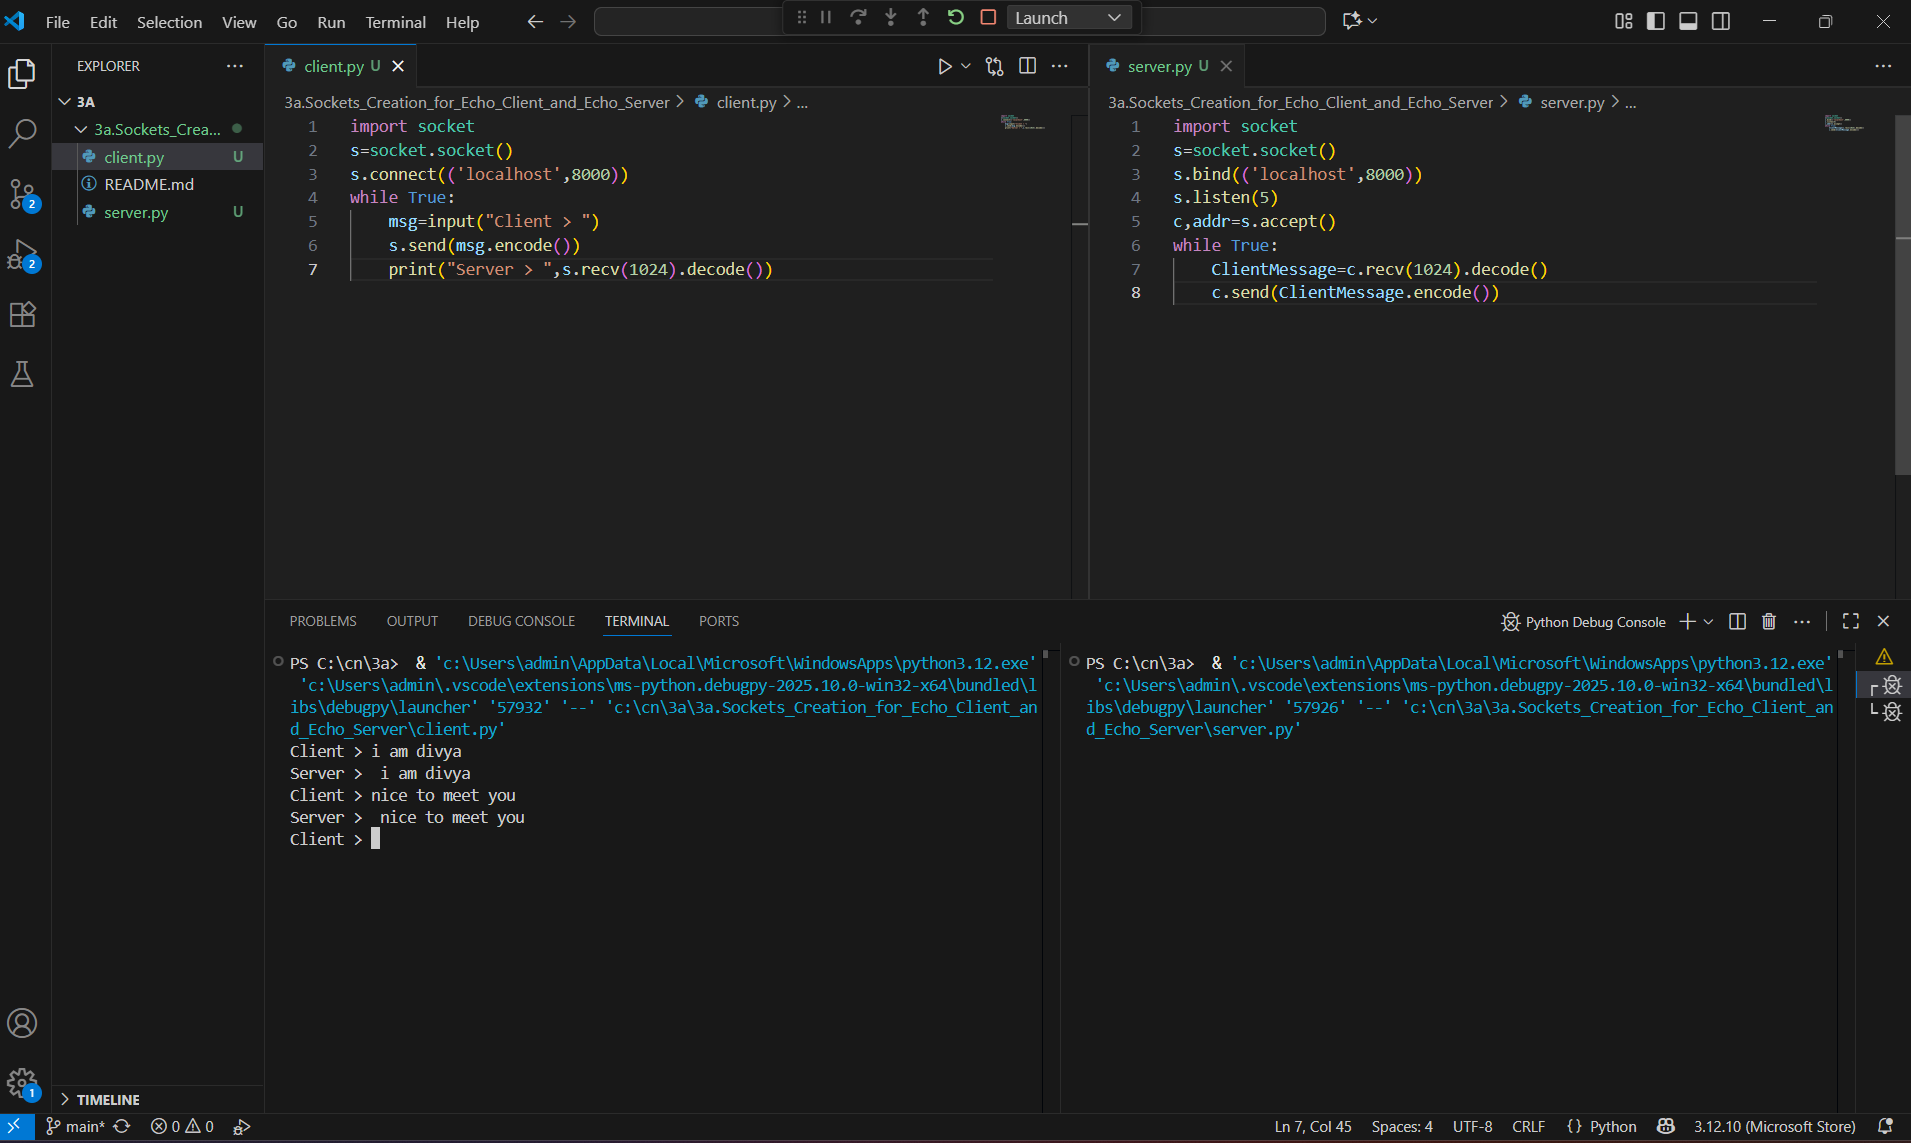 File Edit Selection View Go Run Terminal Help Launch
EXPLORER
3A
3a.Sockets_Crea...
client.py U
README.md
server.py U
2
2
client.py U
3a.Sockets_Creation_for_Echo_Client_and_Echo_Server > client.py > ...
1 import socket
2 s=socket.socket()
3 s.connect(('localhost',8000))
4 while True:
5 msg=input("Client > ")
6 s.send(msg.encode())
7 print("Server > ",s.recv(1024).decode())
server.py U
3a.Sockets_Creation_for_Echo_Client_and_Echo_Server > server.py > ...
1 import socket
2 s=socket.socket()
3 s.bind(('localhost',8000))
4 s.listen(5)
5 c,addr=s.accept()
6 while True:
7 ClientMessage=c.recv(1024).decode()
8 c.send(ClientMessage.encode())
PROBLEMS OUTPUT DEBUG CONSOLE TERMINAL PORTS
Python Debug Console
PS C:\cn\3a> & 'c:\Users\admin\AppData\Local\Microsoft\WindowsApps\python3.12.exe'
'c:\Users\admin\.vscode\extensions\ms-python.debugpy-2025.10.0-win32-x64\bundled\l
ibs\debugpy\launcher' '57932' '--' 'c:\cn\3a\3a.Sockets_Creation_for_Echo_Client_an
d_Echo_Server\client.py'
Client > i am divya
Server >  i am divya
Client > nice to meet you
Server >  nice to meet you
Client >
PS C:\cn\3a> & 'c:\Users\admin\AppData\Local\Microsoft\WindowsApps\python3.12.exe'
'c:\Users\admin\.vscode\extensions\ms-python.debugpy-2025.10.0-win32-x64\bundled\l
ibs\debugpy\launcher' '57926' '--' 'c:\cn\3a\3a.Sockets_Creation_for_Echo_Client_an
d_Echo_Server\server.py'
1
TIMELINE
main* 0 0
Ln 7, Col 45 Spaces: 4 UTF-8 CRLF {} Python 3.12.10 (Microsoft Store)